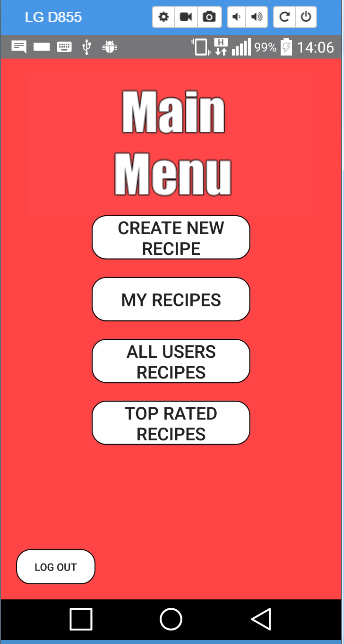 LG D855
H
99%
14:06
Main
Menu
CREATE NEW
RECIPE
MY RECIPES
ALL USERS
RECIPES
TOP RATED
RECIPES
LOG OUT